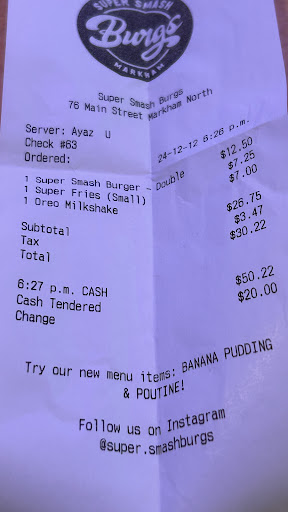 SUPER SMASH
Burgs
MARKHAM
Super Smash Burgs
76 Main Street Markham North
Server: Ayaz U
Check #63 24-12-12 6:26 p.m.
Ordered:
1 Super Smash Burger - Double $12.50
1 Super Fries (Small) $7.25
1 Oreo Milkshake $7.00
Subtotal $26.75
Tax $3.47
Total $30.22
6:27 p.m. CASH
Cash Tendered $50.22
Change $20.00
Try our new menu items: BANANA PUDDING
& POUTINE!
Follow us on Instagram
@super.smashburgs